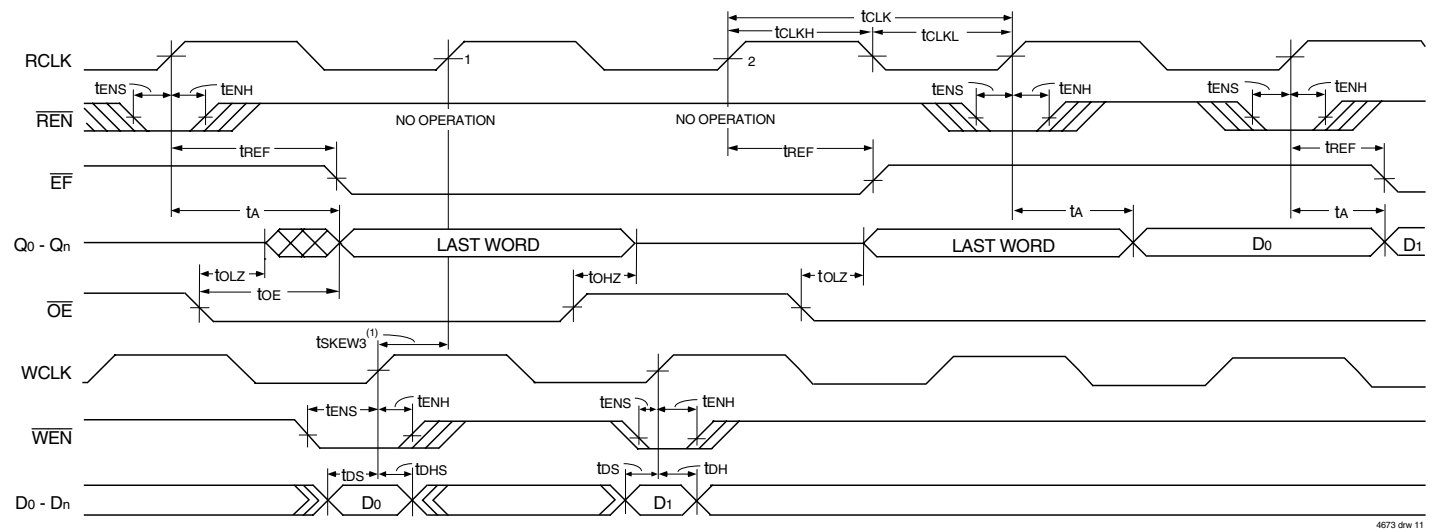 tCLK
tCLKH
tCLKL
RCLK
1
2
tENS
tENH
tENS
tENH
tENS
tENH
REN
NO OPERATION
NO OPERATION
tREF
tREF
tREF
EF
tA
tA
tA
Q0 - Qn
LAST WORD
LAST WORD
D0
D1
tOLZ
tOHZ
tOLZ
tOE
OE
tSKEW3(1)
WCLK
tENS
tENH
tENS
tENH
WEN
tDS
tDHS
tDS
tDH
D0 - Dn
D0
D1
4673 drw 11